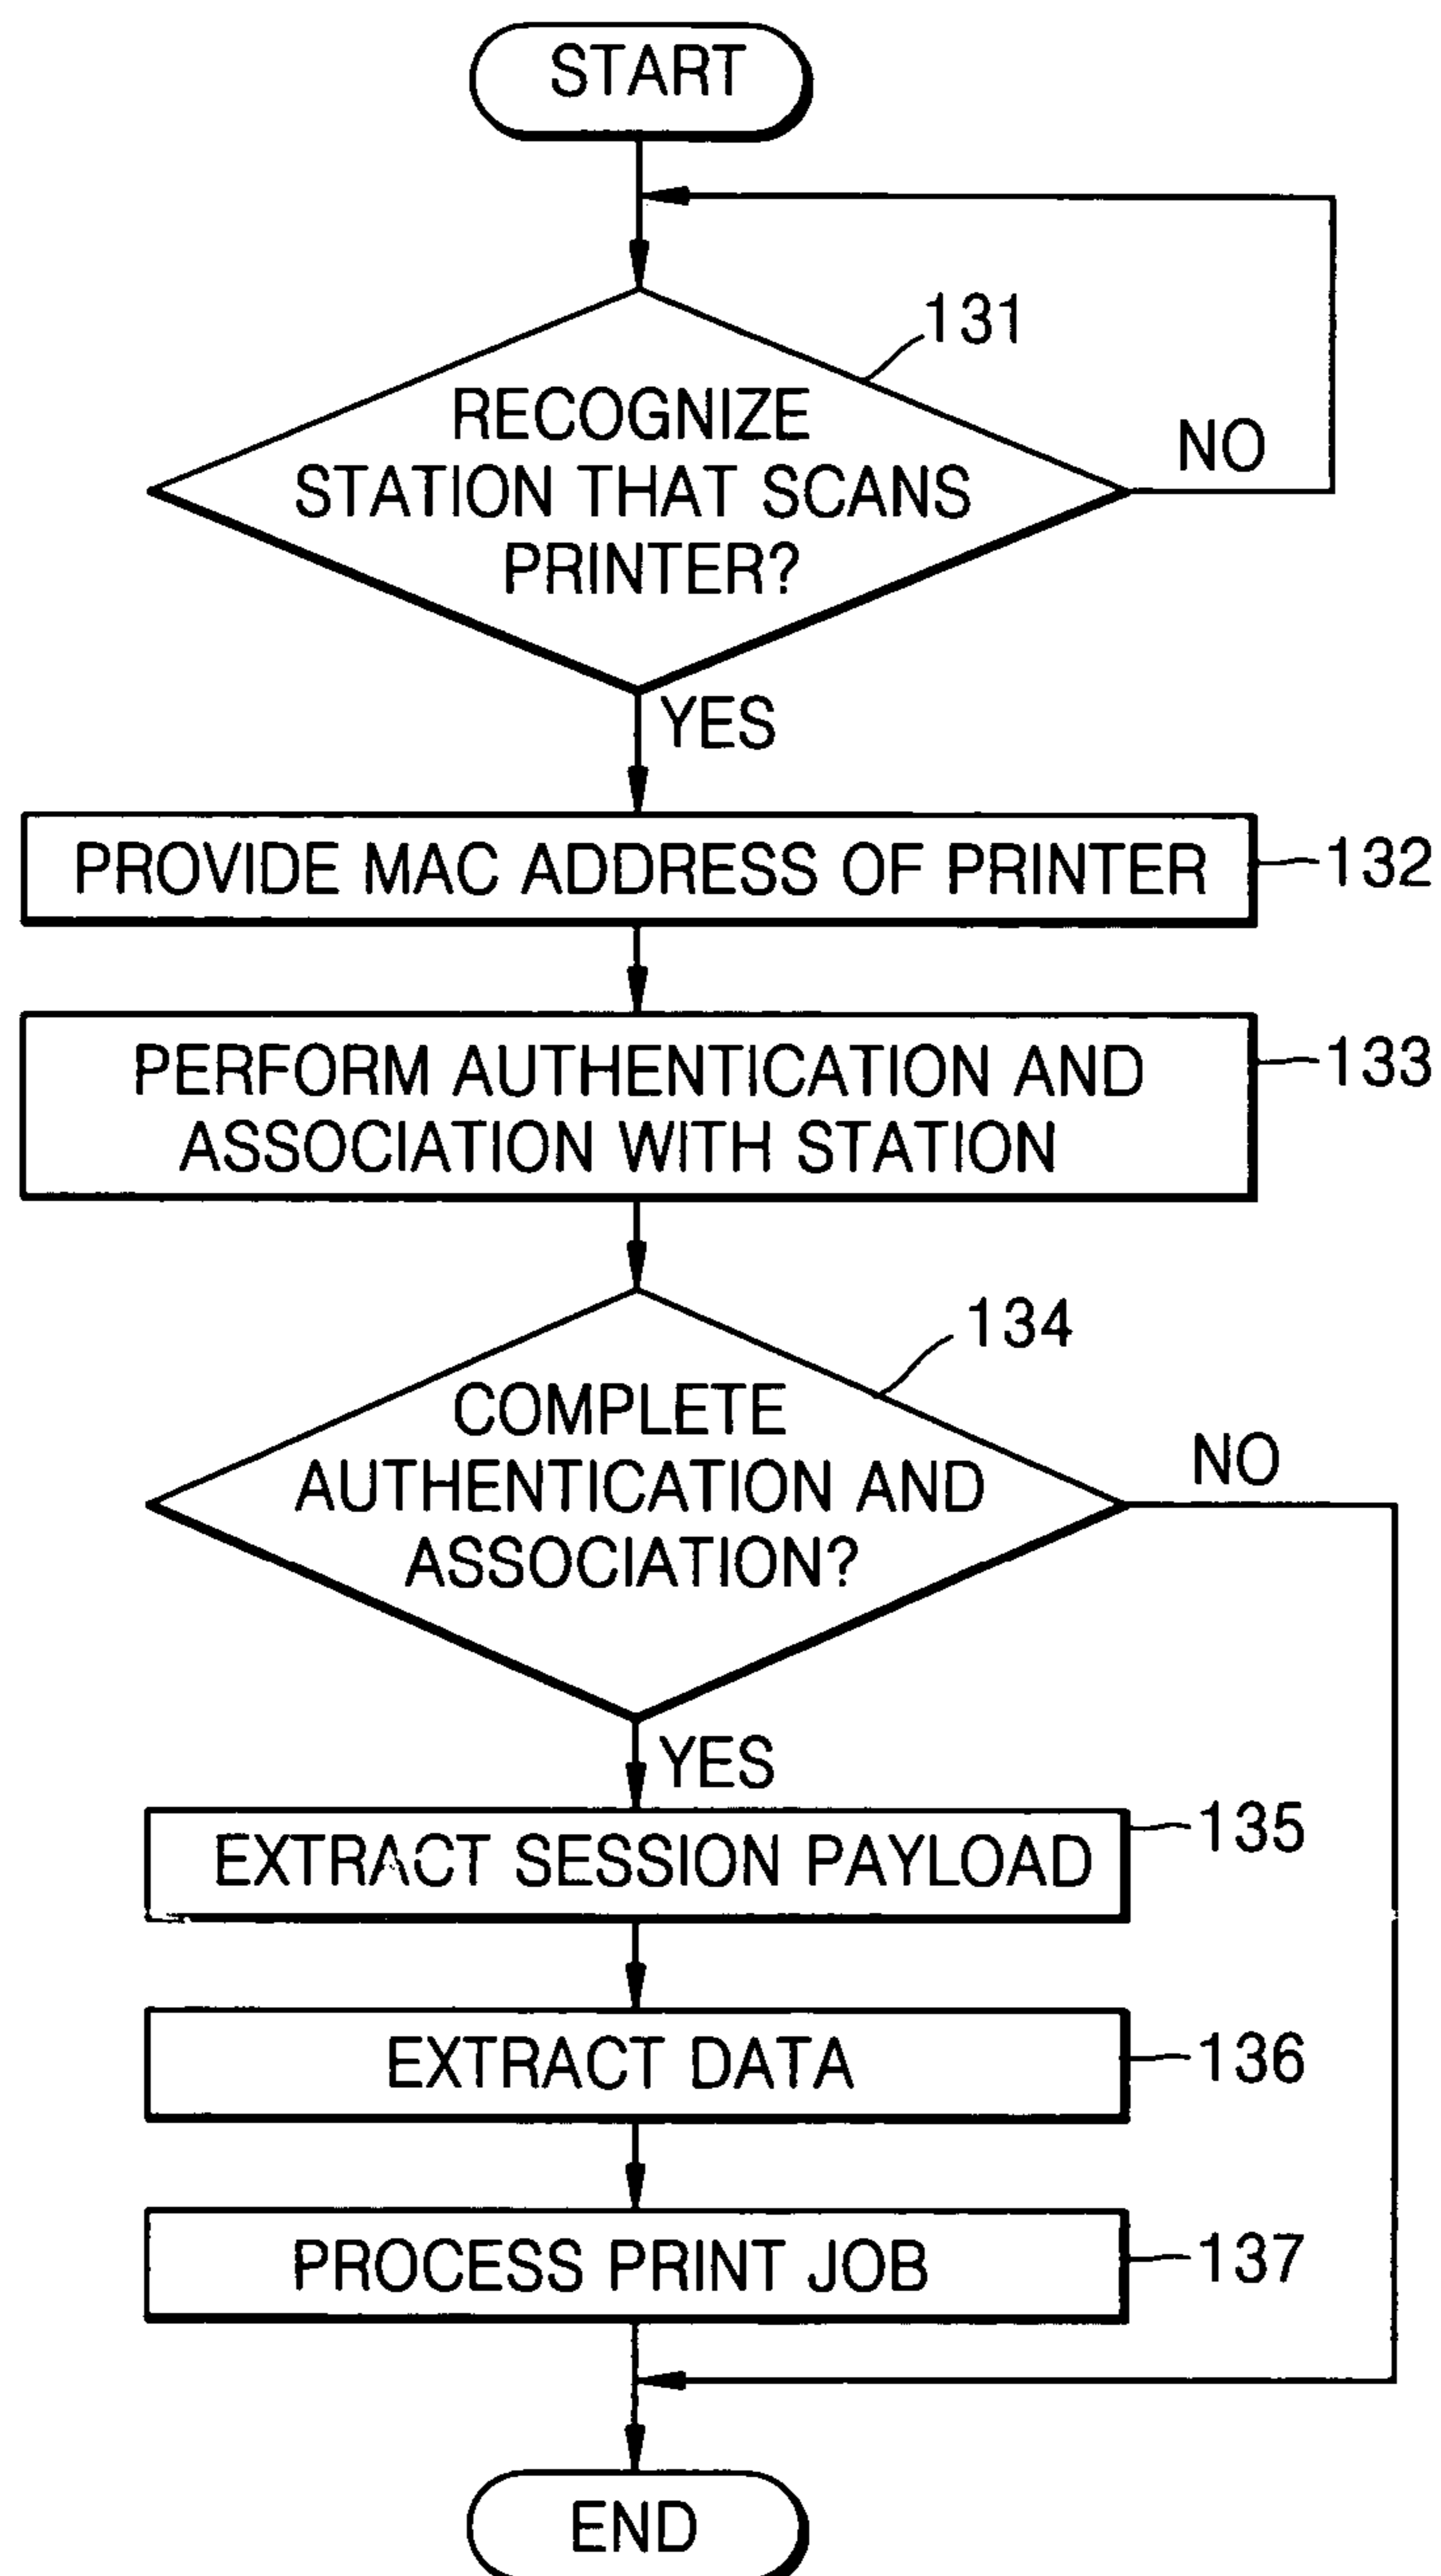 START
131
RECOGNIZE
STATION THAT SCANS
PRINTER?
NO
YES
PROVIDE MAC ADDRESS OF PRINTER
132
PERFORM AUTHENTICATION AND
ASSOCIATION WITH STATION
133
134
COMPLETE
AUTHENTICATION AND
ASSOCIATION?
NO
YES
EXTRACT SESSION PAYLOAD
135
EXTRACT DATA
136
PROCESS PRINT JOB
137
END